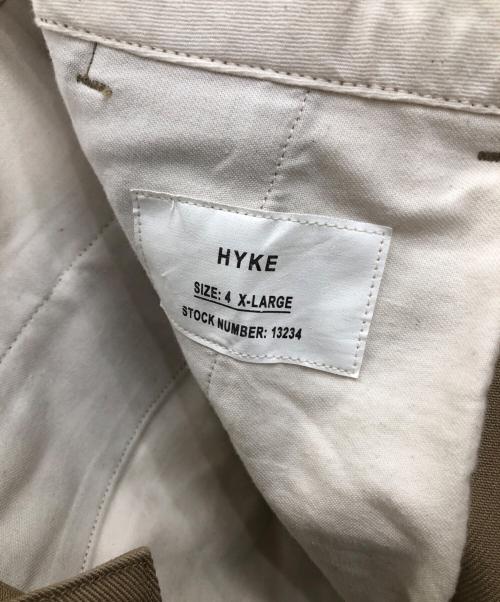 HYKE
SIZE: 4 X-LARGE
STOCK NUMBER: 13234